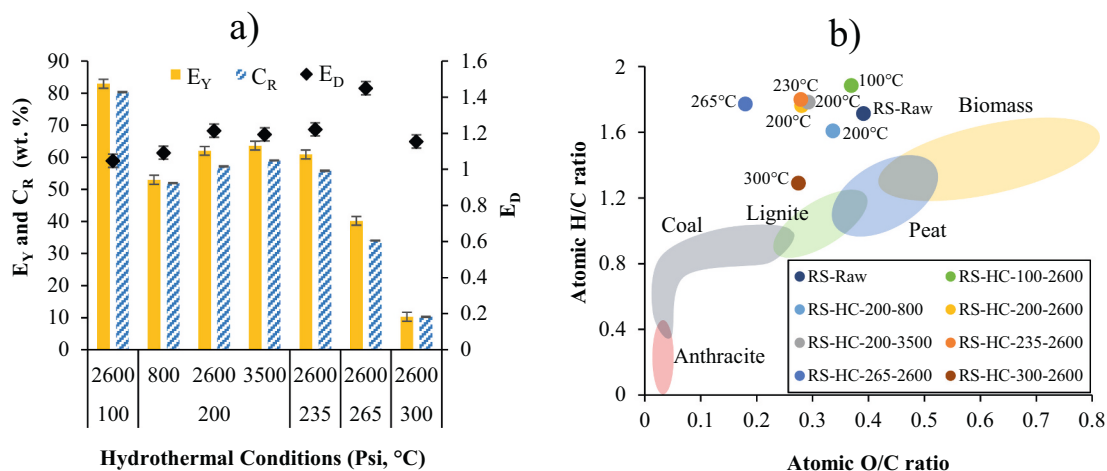 a)
E_Y C_R E_D
E_Y and C_R (wt. %)
90
80
70
60
50
40
30
20
10
0
1.6
1.4
1.2
1
0.8
0.6
0.4
0.2
0
E_D
2600 800 2600 3500 2600 2600 2600
100 200 235 265 300
Hydrothermal Conditions (Psi, °C)
b)
Atomic H/C ratio
2
1.6
1.2
0.8
0.4
0
230°C
100°C
265°C
200°C
RS-Raw
200°C
200°C
Biomass
300°C
Coal
Lignite
Peat
Anthracite
RS-Raw RS-HC-100-2600
RS-HC-200-800 RS-HC-200-2600
RS-HC-200-3500 RS-HC-235-2600
RS-HC-265-2600 RS-HC-300-2600
0 0.1 0.2 0.3 0.4 0.5 0.6 0.7 0.8
Atomic O/C ratio